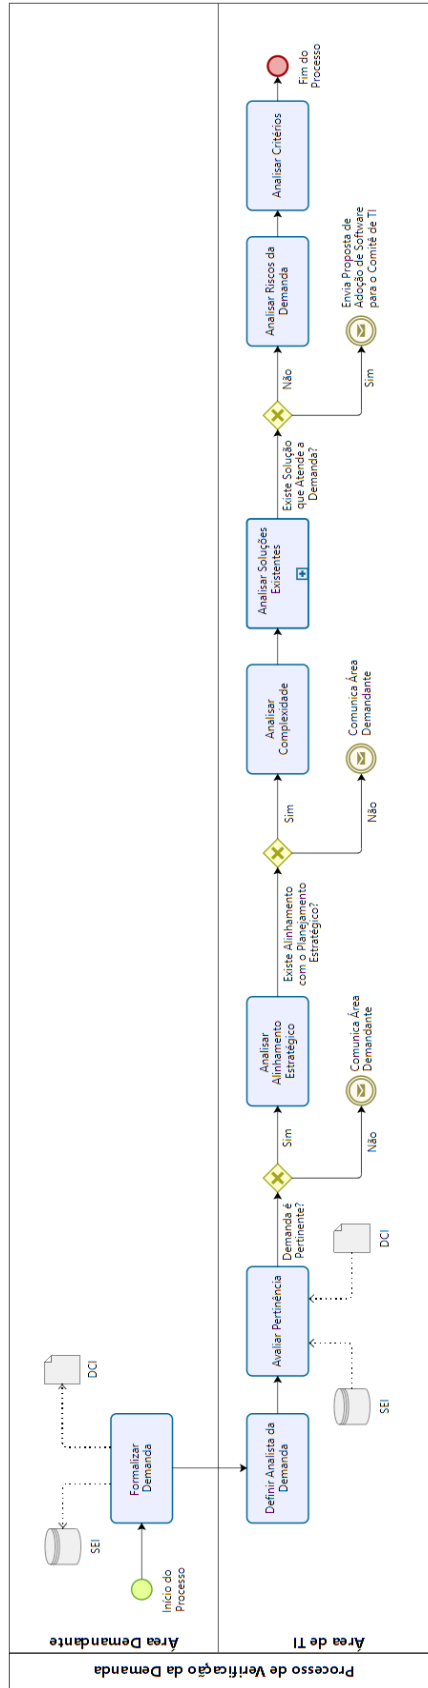 Processo de Verificação da Demanda
Área Demandante
Início do
Processo
Formalizar
Demanda
SEI
DCI
Área de TI
Definir Analista da
Demanda
Avaliar Pertinência
SEI
DCI
Demanda é
Pertinente?
Sim
Não
Comunica Área
Demandante
Analisar
Alinhamento
Estratégico
Existe Alinhamento
com o Planejamento
Estratégico?
Sim
Não
Comunica Área
Demandante
Analisar
Complexidade
Analisar Soluções
Existentes
Existe Solução
que Atende a
Demanda?
Não
Sim
Envia Proposta de
Adoção de Software
para o Comitê de TI
Analisar Riscos da
Demanda
Analisar Critérios
Fim do
Processo